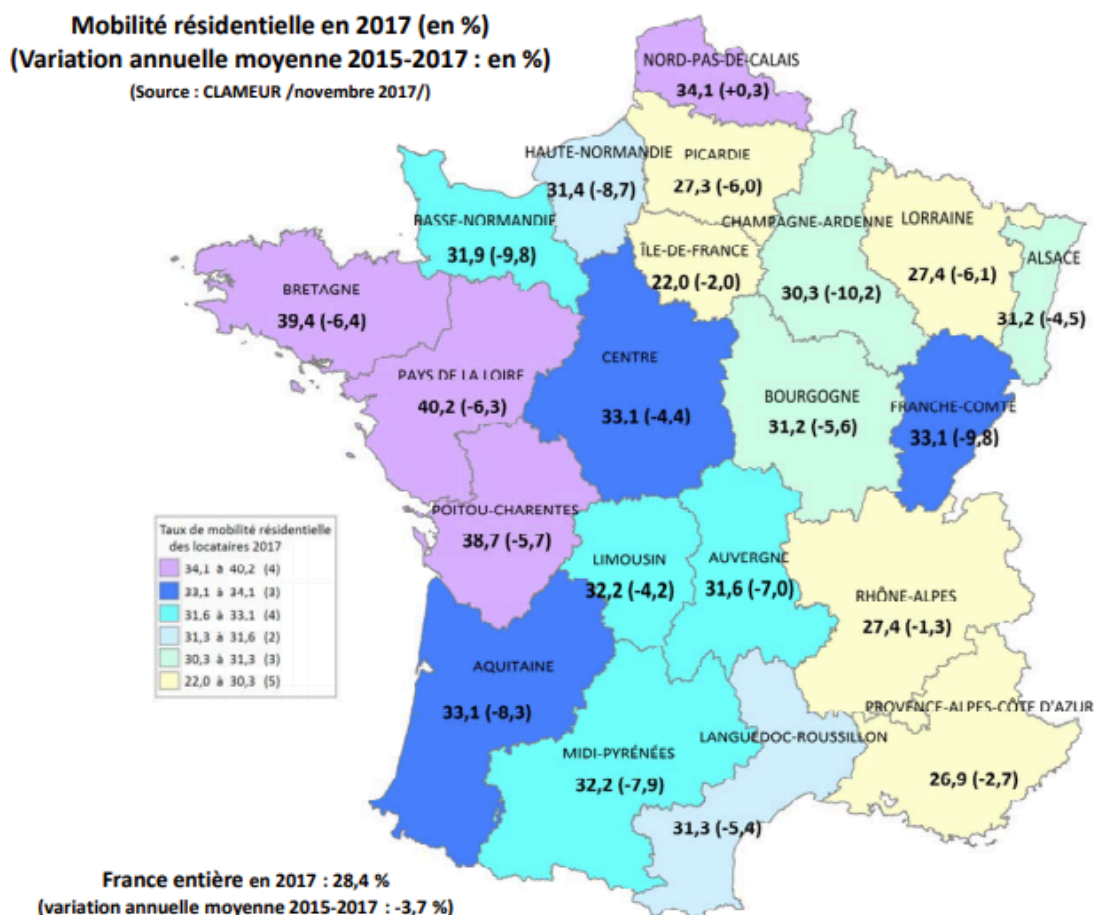 Mobilité résidentielle en 2017 (en %)
(Variation annuelle moyenne 2015-2017 : en %)
(Source : CLAMEUR /novembre 2017/)
NORD-PAS-DE-CALAIS
34,1 (+0,3)
HAUTE-NORMANDIE
31,4 (-8,7)
PICARDIE
27,3 (-6,0)
BASSE-NORMANDIE
31,9 (-9,8)
ÎLE-DE-FRANCE
22,0 (-2,0)
CHAMPAGNE-ARDENNE
30,3 (-10,2)
LORRAINE
27,4 (-6,1)
ALSACE
31,2 (-4,5)
BRETAGNE
39,4 (-6,4)
PAYS DE LA LOIRE
40,2 (-6,3)
CENTRE
33,1 (-4,4)
BOURGOGNE
31,2 (-5,6)
FRANCHE-COMTÉ
33,1 (-9,8)
POITOU-CHARENTES
38,7 (-5,7)
LIMOUSIN
32,2 (-4,2)
AUVERGNE
31,6 (-7,0)
RHÔNE-ALPES
27,4 (-1,3)
Taux de mobilité résidentielle
des locataires 2017
34,1 à 40,2 (4)
33,1 à 34,1 (3)
31,6 à 33,1 (4)
31,3 à 31,6 (2)
30,3 à 31,3 (3)
22,0 à 30,3 (5)
AQUITAINE
33,1 (-8,3)
MIDI-PYRÉNÉES
32,2 (-7,9)
LANGUEDOC-ROUSSILLON
31,3 (-5,4)
PROVENCE-ALPES-CÔTE D'AZUR
26,9 (-2,7)
France entière en 2017 : 28,4 %
(variation annuelle moyenne 2015-2017 : -3,7 %)